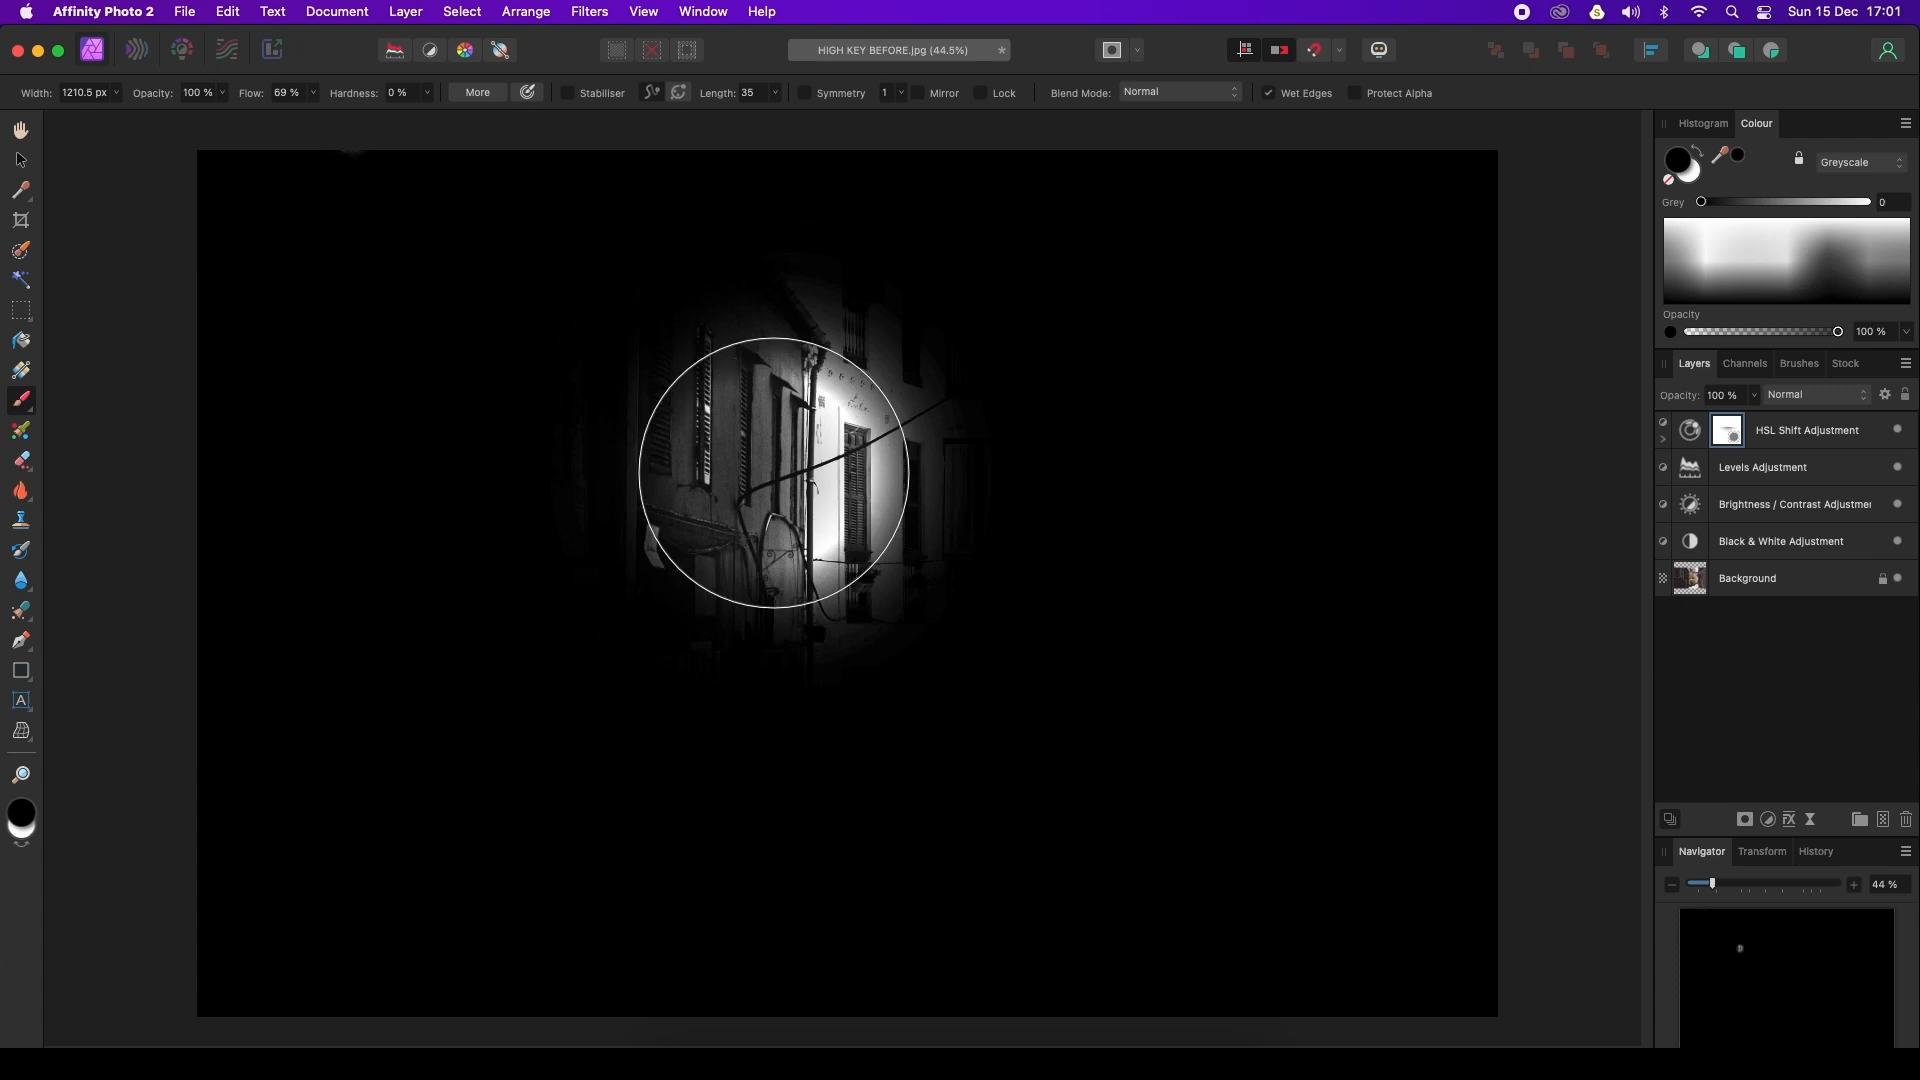 Affinity Photo 2 File Edit Text Document Layer Select Arrange Filters View Window Help Sun 15 Dec 17:01
HIGH KEY BEFORE.jpg (44.5%) *
Width: 1210.5 px Opacity: 100 % Flow: 69 % Hardness: 0 % More Stabiliser Length: 35 Symmetry 1 Mirror Lock Blend Mode: Normal Wet Edges Protect Alpha
Histogram Colour
Greyscale
Grey 0
Opacity
100 %
Layers Channels Brushes Stock
Opacity: 100 % Normal
HSL Shift Adjustment
Levels Adjustment
Brightness / Contrast Adjustmen
Black & White Adjustment
Background
Navigator Transform History
44 %